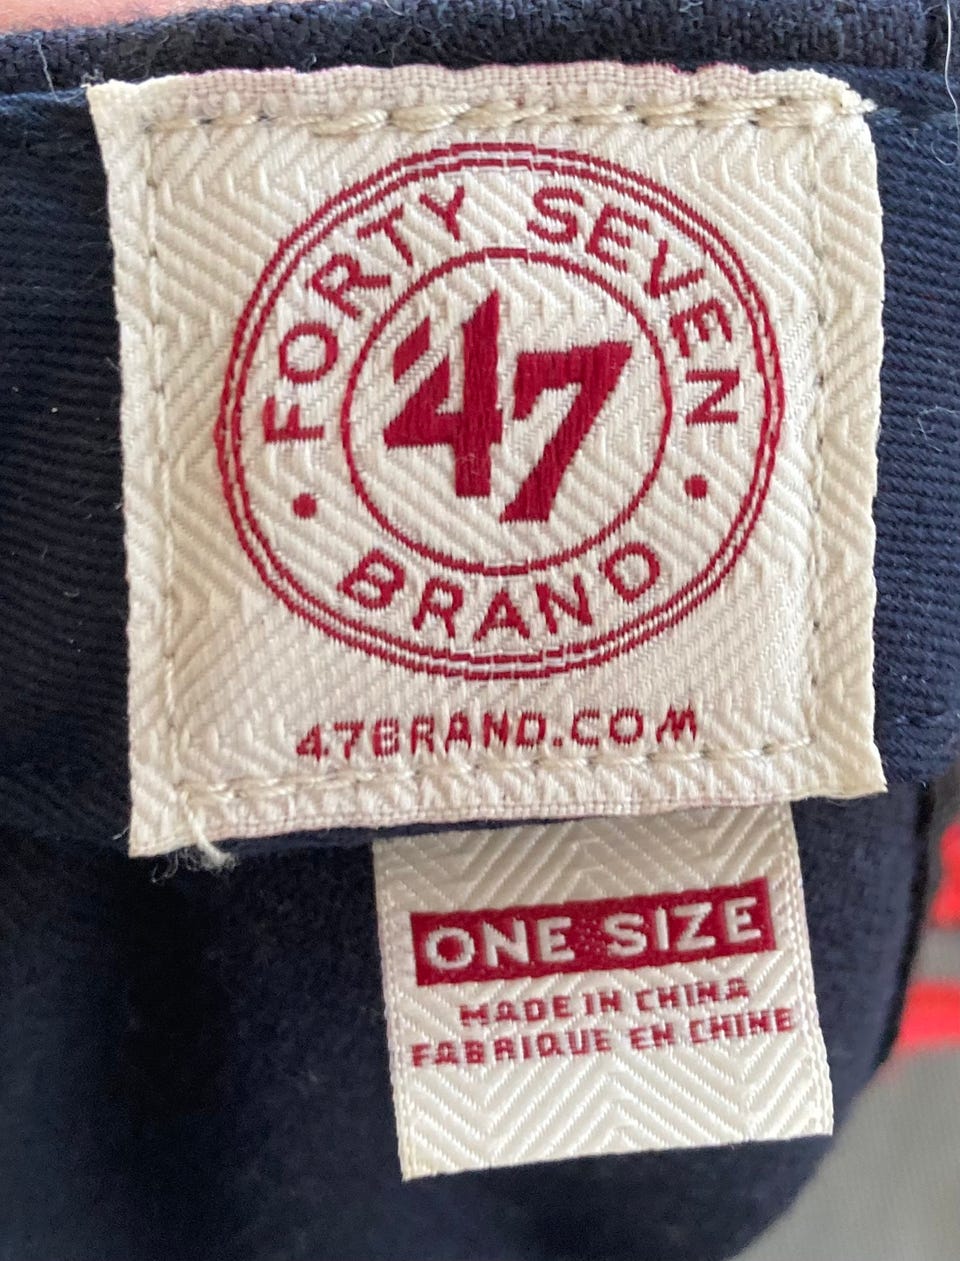 FORTY SEVEN
47
• BRAND •
47BRAND.COM
ONE SIZE
MADE IN CHINA
FABRIQUE EN CHINE